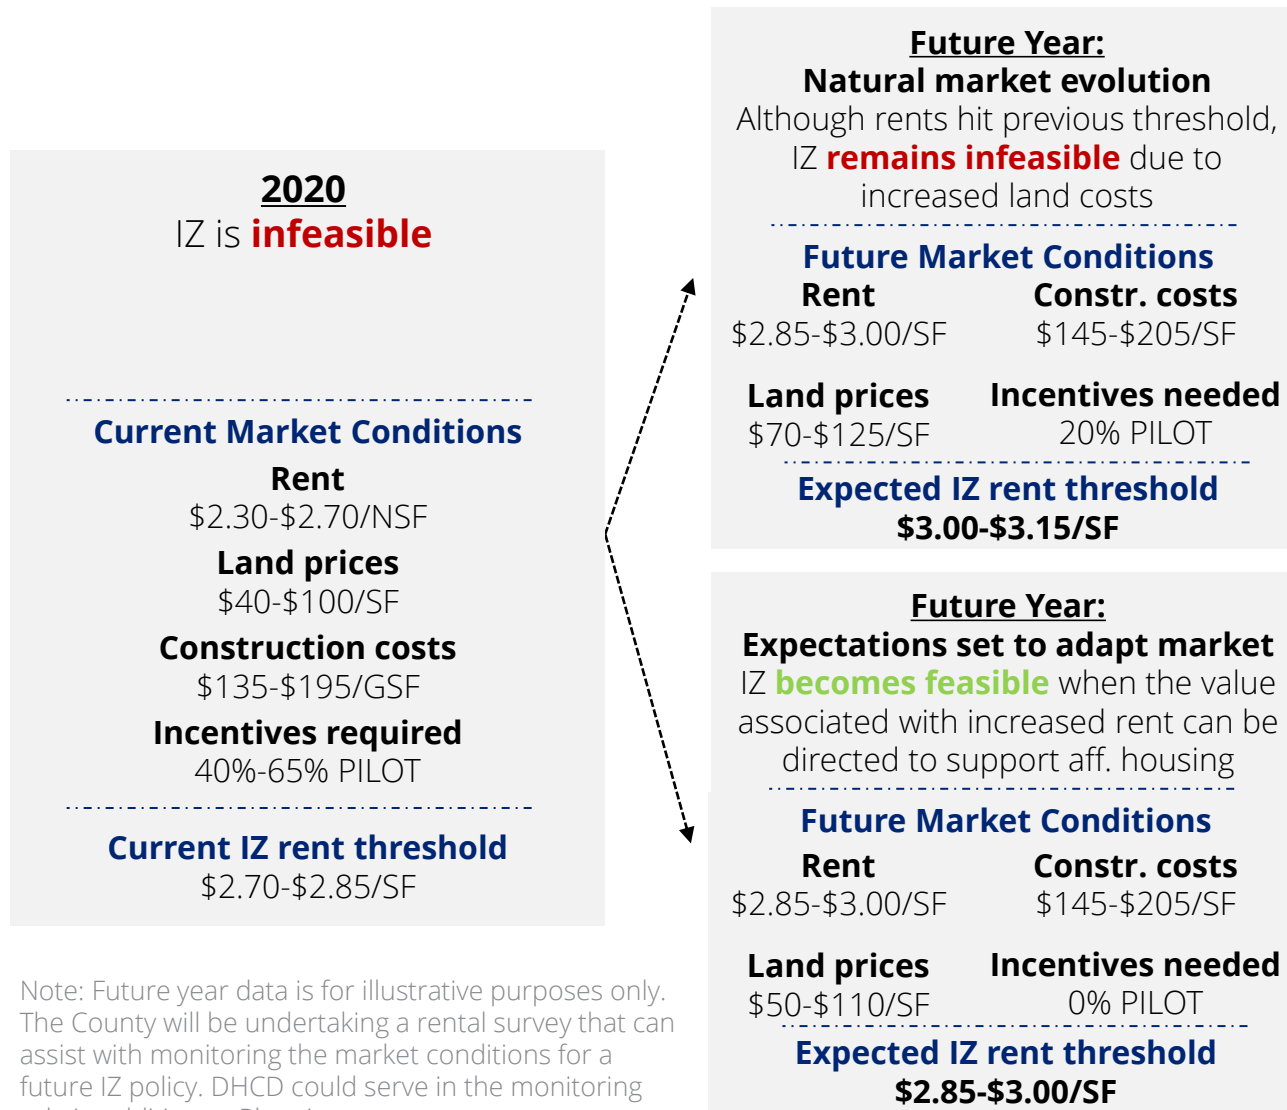 2020
IZ is infeasible
Current Market Conditions
Rent
$2.30-$2.70/NSF
Land prices
$40-$100/SF
Construction costs
$135-$195/GSF
Incentives required
40%-65% PILOT
Current IZ rent threshold
$2.70-$2.85/SF
Note: Future year data is for illustrative purposes only.
The County will be undertaking a rental survey that can
assist with monitoring the market conditions for a
future IZ policy. DHCD could serve in the monitoring
Future Year:
Natural market evolution
Although rents hit previous threshold,
IZ remains infeasible due to
increased land costs
Future Market Conditions
Rent Constr. costs
$2.85-$3.00/SF $145-$205/SF
Land prices Incentives needed
$70-$125/SF 20% PILOT
Expected IZ rent threshold
$3.00-$3.15/SF
Future Year:
Expectations set to adapt market
IZ becomes feasible when the value
associated with increased rent can be
directed to support aff. housing
Future Market Conditions
Rent Constr. costs
$2.85-$3.00/SF $145-$205/SF
Land prices Incentives needed
$50-$110/SF 0% PILOT
Expected IZ rent threshold
$2.85-$3.00/SF